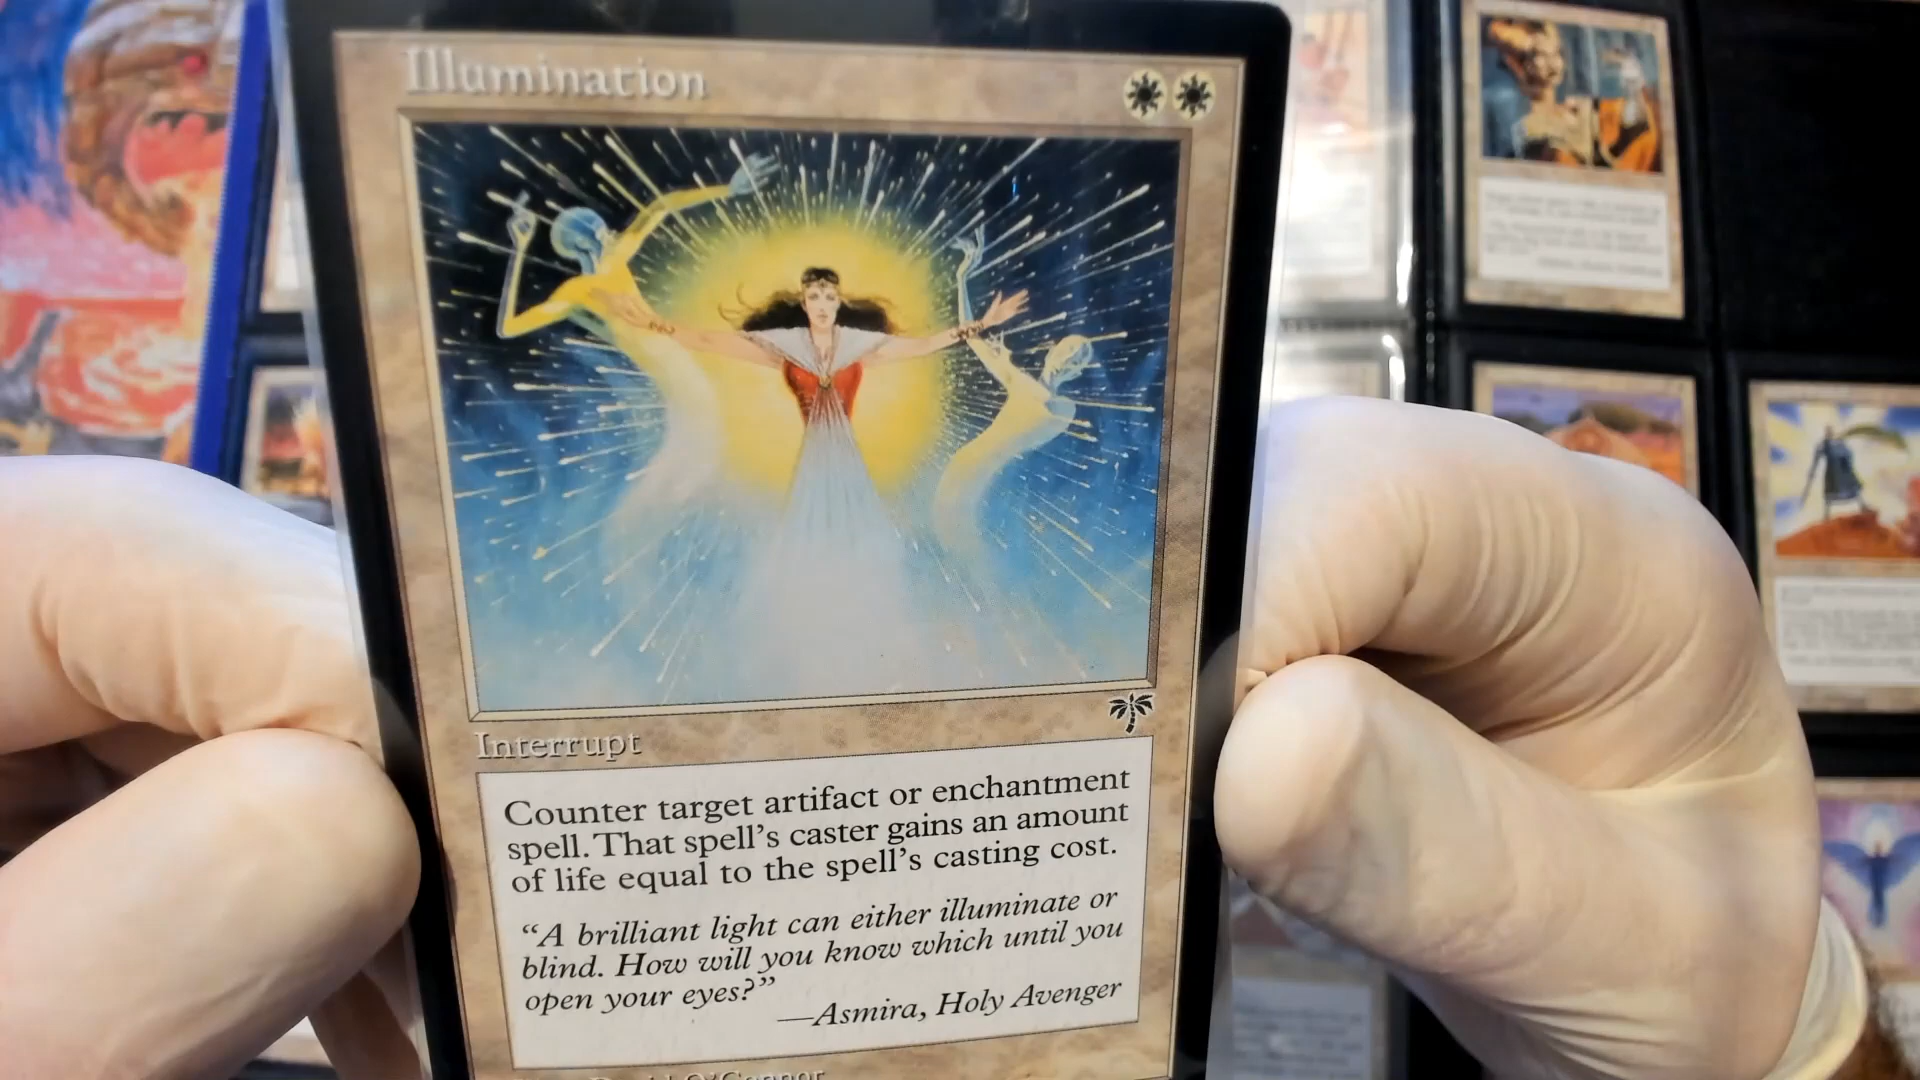 Illumination
Interrupt
Counter target artifact or enchantment
spell. That spell's caster gains an amount
of life equal to the spell's casting cost.
“A brilliant light can either illuminate or
blind. How will you know which until you
open your eyes?”
—Asmira, Holy Avenger
David O'Connor